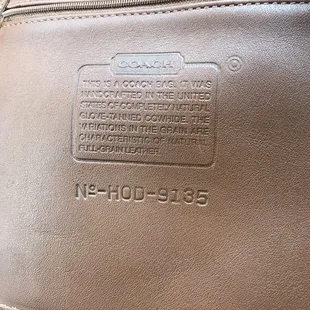 COACH
THIS IS A COACH BAG. IT WAS
HANDCRAFTED IN THE UNITED
STATES OF COMPLETELY NATURAL
GLOVE-TANNED COWHIDE. THE
VARIATIONS IN THE GRAIN ARE
CHARACTERISTIC OF NATURAL
FULL-GRAIN LEATHER.
Nº-HOD-9135